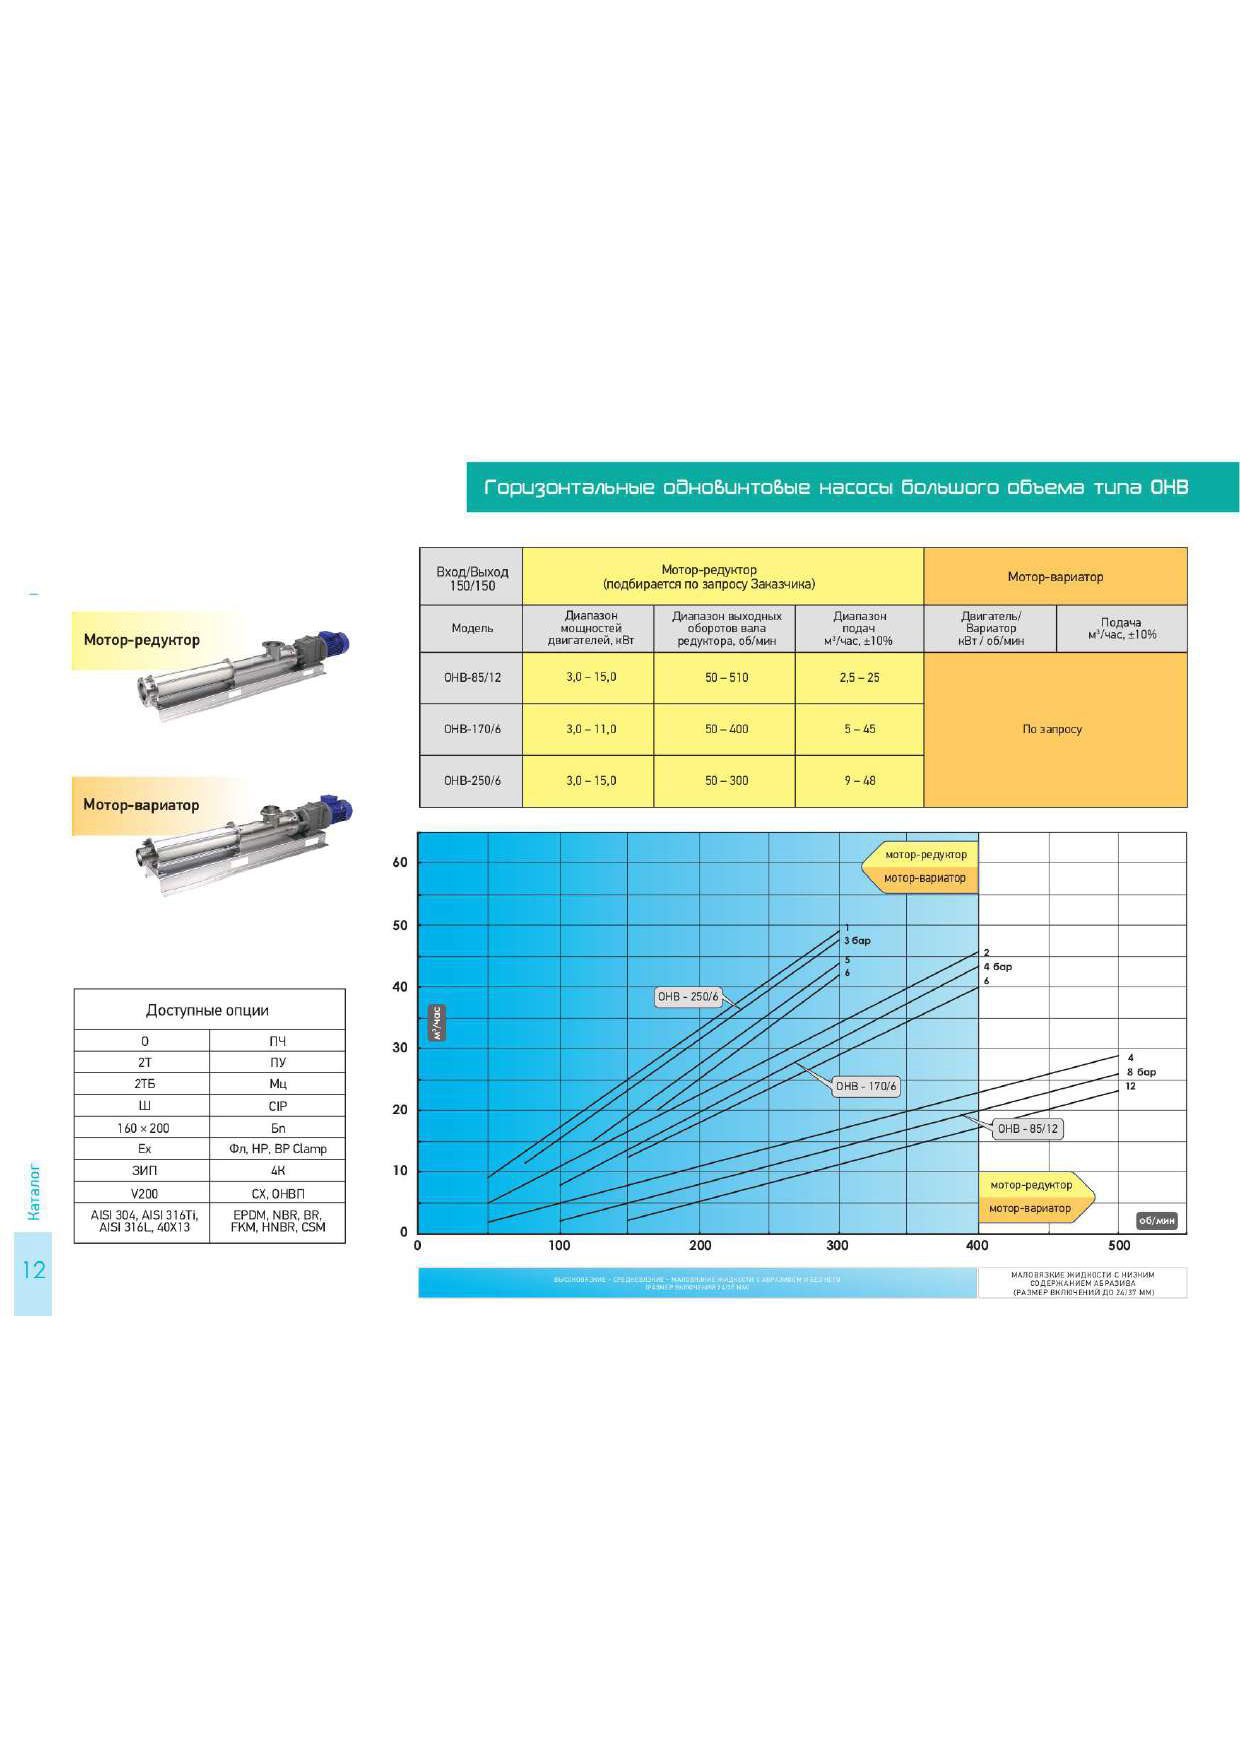 Горизонтальные одновинтовые насосы большого объема типа ОНВ
Вход/Выход
150/150
Мотор-редуктор
(подбирается по запросу Заказчика)
Мотор-вариатор
Модель
Диапазон
мощностей
двигателей, кВт
Диапазон выходных
оборотов вала
редуктора, об/мин
Диапазон
подач
м³/час, ±10%
Двигатель/
Вариатор
кВт / об/мин
Подача
м³/час, ±10%
ОНВ-85/12
3,0 – 15,0
50 – 510
2,5 – 25
ОНВ-170/6
3,0 – 11,0
50 – 400
5 – 45
ОНВ-250/6
3,0 – 15,0
50 – 300
9 – 48
По запросу
Мотор-редуктор
Мотор-вариатор
Доступные опции
О
ПЧ
2Т
ПУ
2ТБ
Мц
Ш
CIP
160 × 200
Бп
Ex
Фл, НР, ВР Clamp
ЗИП
4К
V200
СХ, ОНВП
AISI 304, AISI 316Ti,
AISI 316L, 40X13
EPDM, NBR, BR,
FKM, HNBR, CSM
60
50
40
30
20
10
0
м³/час
мотор-редуктор
мотор-вариатор
1
3 бар
5
6
ОНВ - 250/6
2
4 бар
6
ОНВ - 170/6
4
8 бар
12
ОНВ - 85/12
мотор-редуктор
мотор-вариатор
об/мин
0
100
200
300
400
500
ВЫСОКОВЯЗКИЕ - СРЕДНЕВЯЗКИЕ - МАЛОВЯЗКИЕ ЖИДКОСТИ С АБРАЗИВОМ И БЕЗ НЕГО
(РАЗМЕР ВКЛЮЧЕНИЙ 24/37 ММ)
МАЛОВЯЗКИЕ ЖИДКОСТИ С НИЗКИМ
СОДЕРЖАНИЕМ АБРАЗИВА
(РАЗМЕР ВКЛЮЧЕНИЙ ДО 24/37 ММ)
Каталог
12